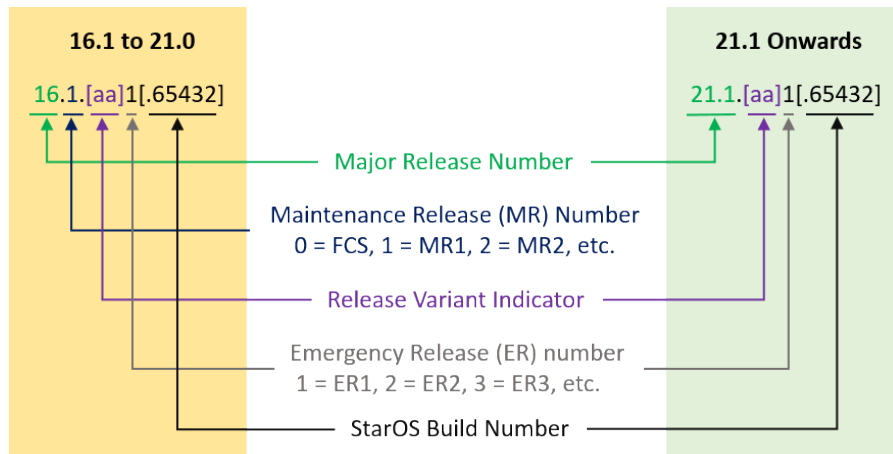 16.1 to 21.0
21.1 Onwards
16.1.[aa]1[.65432]
21.1.[aa]1[.65432]
Major Release Number
Maintenance Release (MR) Number
0 = FCS, 1 = MR1, 2 = MR2, etc.
Release Variant Indicator
Emergency Release (ER) number
1 = ER1, 2 = ER2, 3 = ER3, etc.
StarOS Build Number